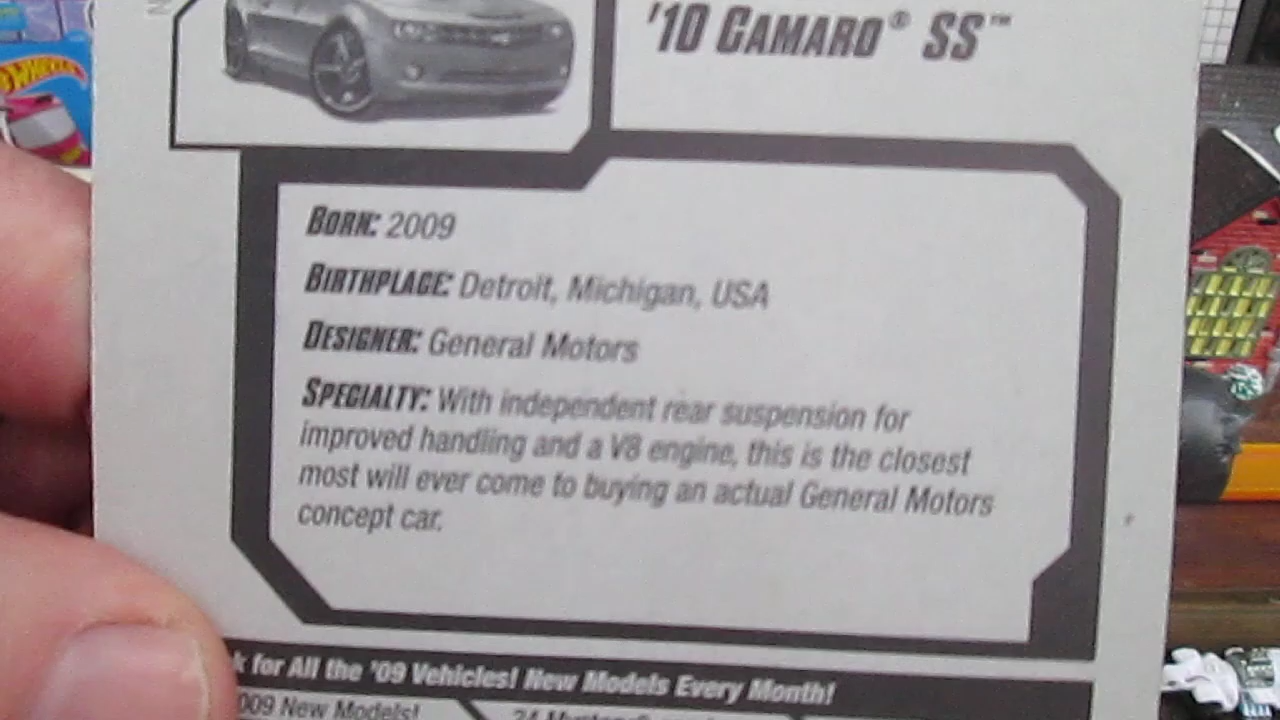 HOT WHEELS
'10 CAMARO® SS™
BORN: 2009
BIRTHPLACE: Detroit, Michigan, USA
DESIGNER: General Motors
SPECIALTY: With independent rear suspension for
improved handling and a V8 engine, this is the closest
most will ever come to buying an actual General Motors
concept car.
for All the '09 Vehicles! New Models Every Month!
2009 New Models!